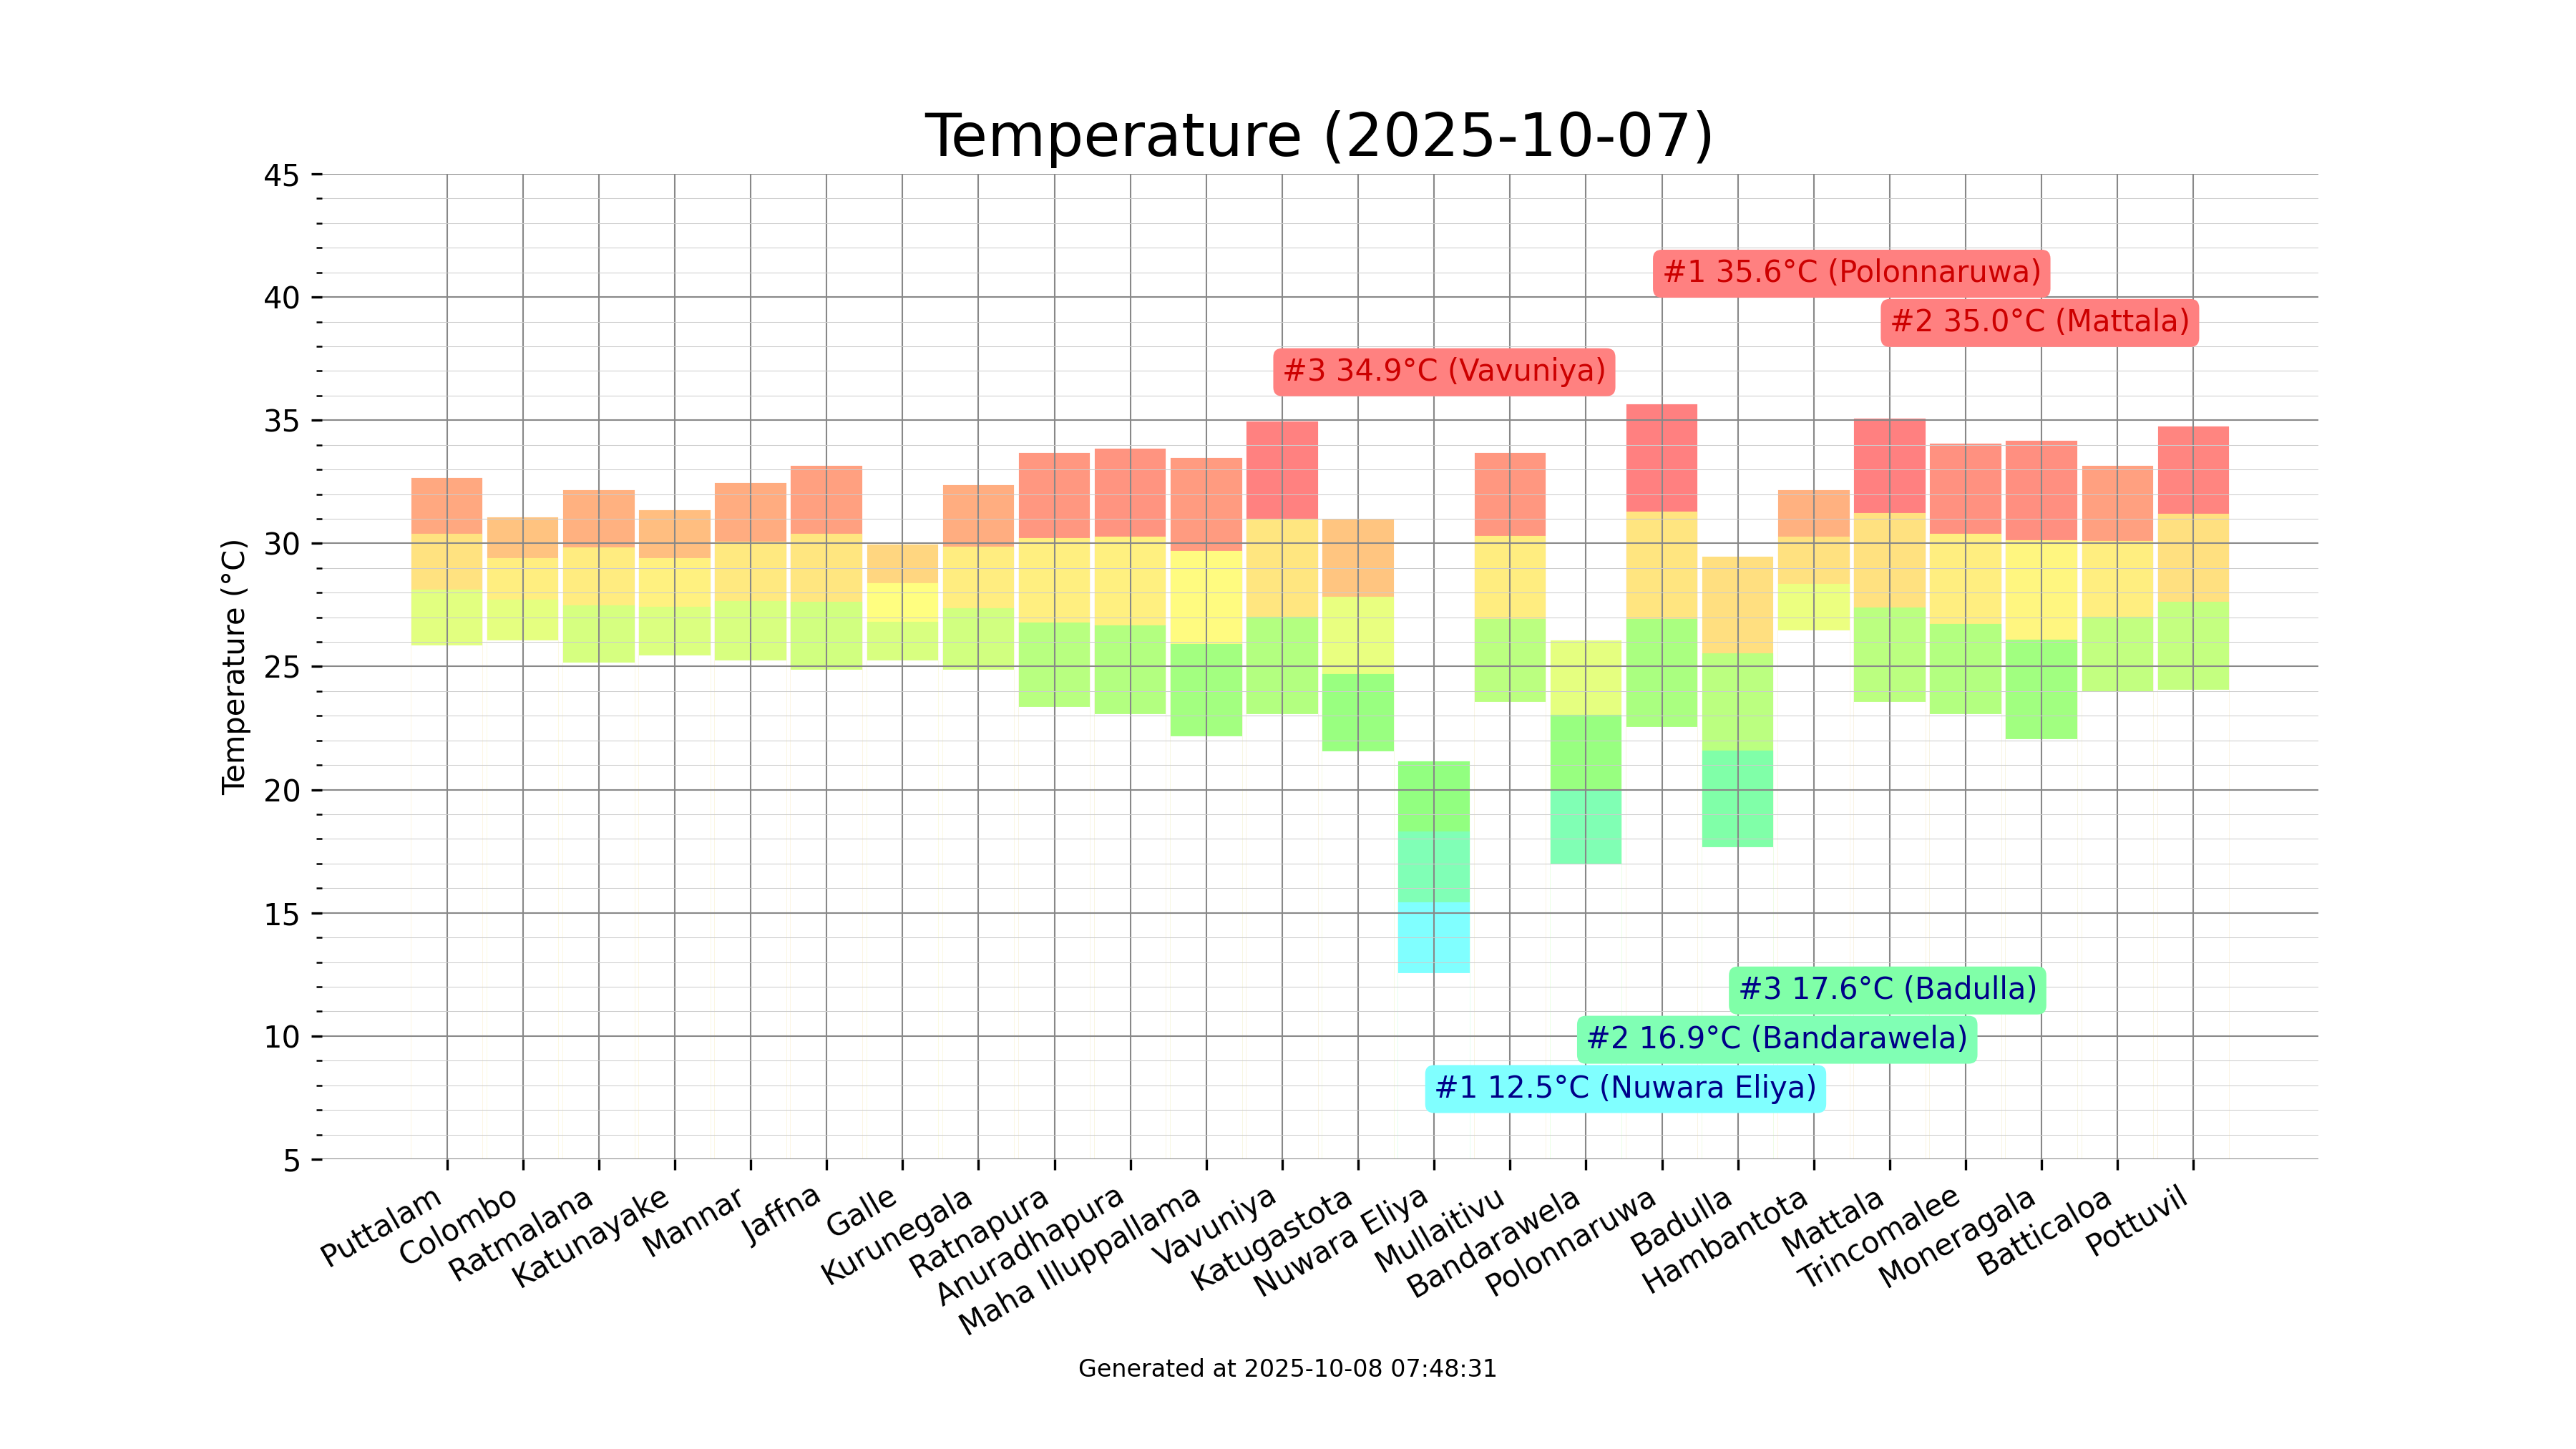 Temperature (2025-10-07)
45
40
35
30
25
20
15
10
5
Temperature (°C)
#1 35.6°C (Polonnaruwa)
#2 35.0°C (Mattala)
#3 34.9°C (Vavuniya)
#3 17.6°C (Badulla)
#2 16.9°C (Bandarawela)
#1 12.5°C (Nuwara Eliya)
Puttalam
Colombo
Ratmalana
Katunayake
Mannar
Jaffna
Galle
Kurunegala
Ratnapura
Anuradhapura
Maha Illuppallama
Vavuniya
Katugastota
Nuwara Eliya
Mullaitivu
Bandarawela
Polonnaruwa
Badulla
Hambantota
Mattala
Trincomalee
Moneragala
Batticaloa
Pottuvil
Generated at 2025-10-08 07:48:31